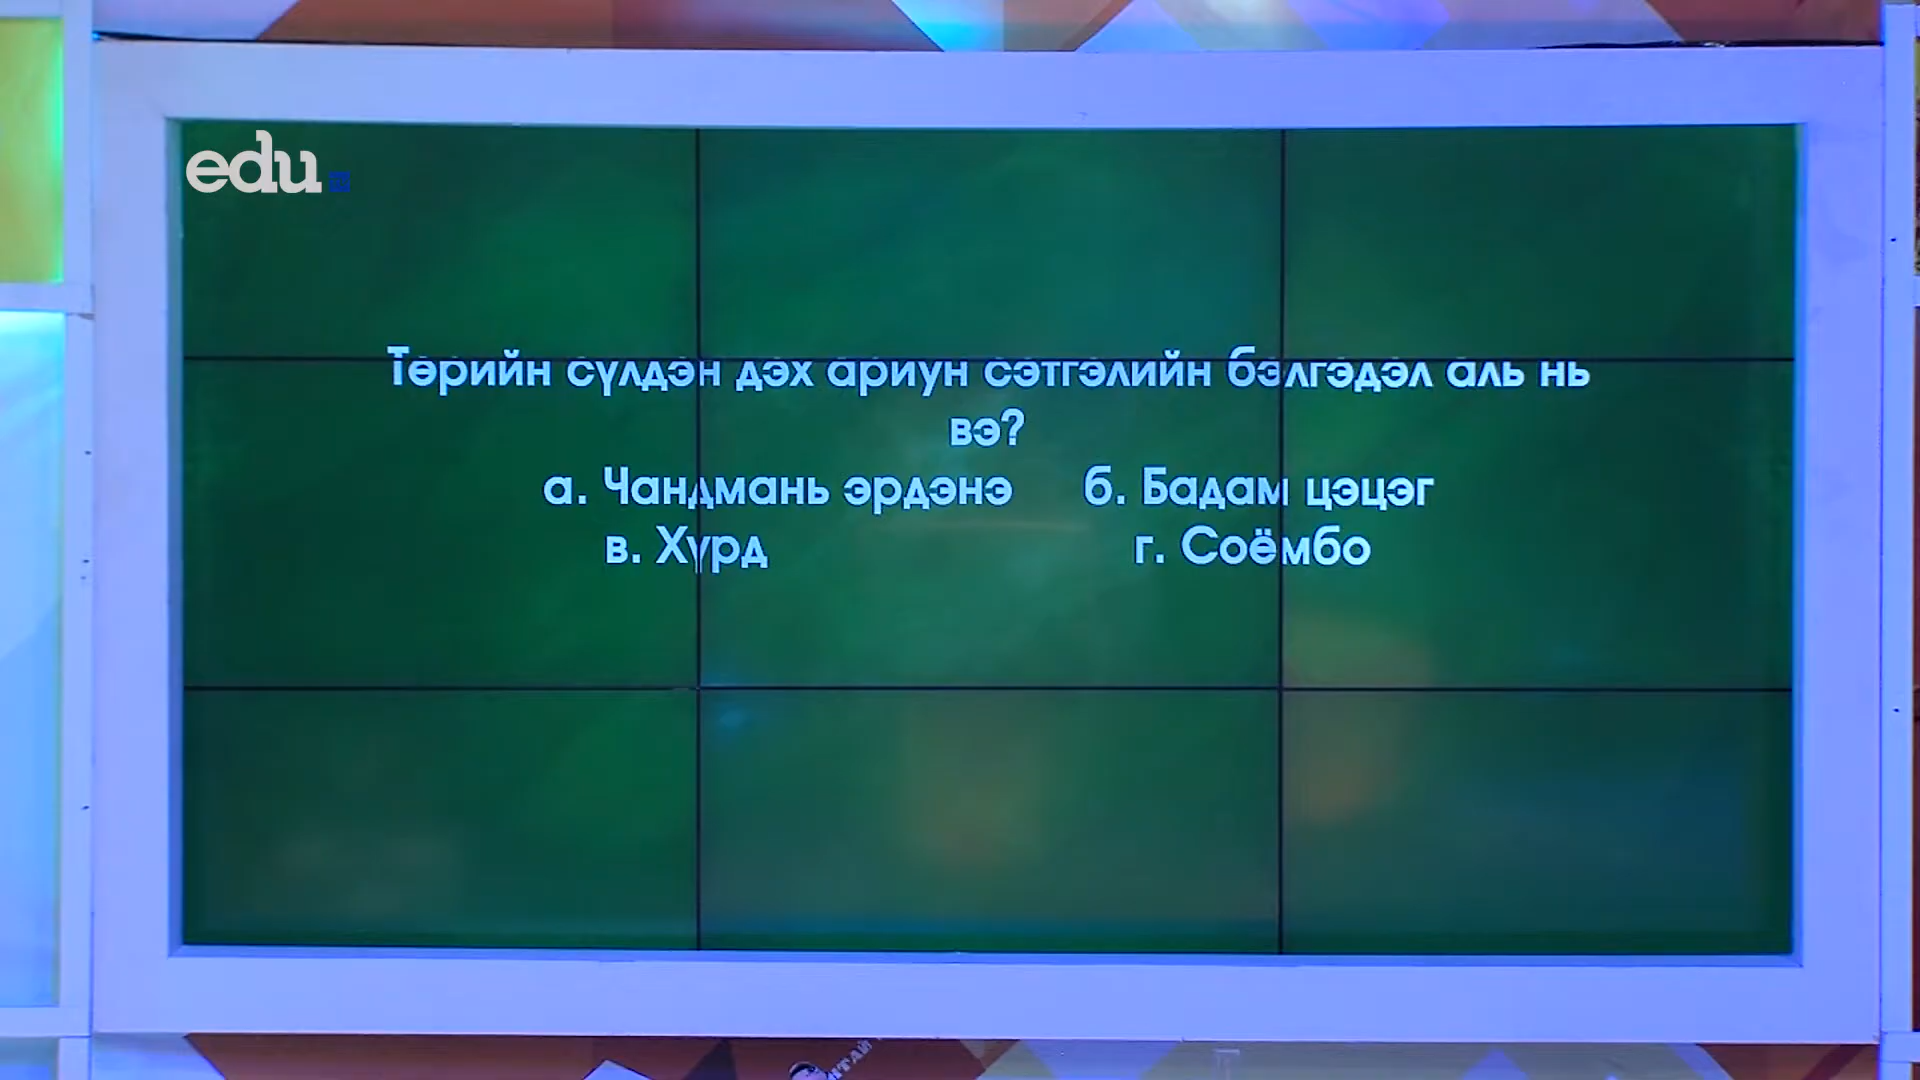 edu.
Төрийн сүлдэн дэх ариун сэтгэлийн бэлгэдэл аль нь
вэ?
а. Чандмань эрдэнэ б. Бадам цэцэг
в. Хүрд г. Соёмбо